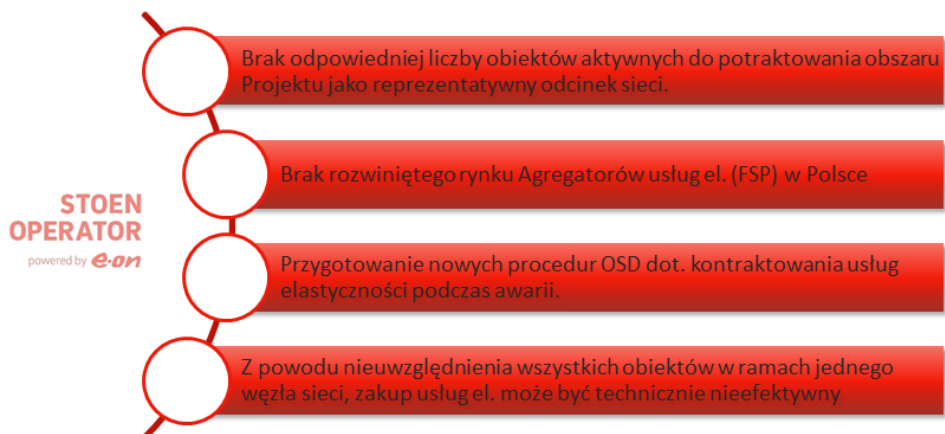 Brak odpowiedniej liczby obiektów aktywnych do potraktowania obszaru
Projektu jako reprezentatywny odcinek sieci.
Brak rozwiniętego rynku Agregatorów usług el. (FSP) w Polsce
STOEN
OPERATOR
powered by e·on
Przygotowanie nowych procedur OSD dot. kontraktowania usług
elastyczności podczas awarii.
Z powodu nieuwzględnienia wszystkich obiektów w ramach jednego
węzła sieci, zakup usług el. może być technicznie nieefektywny